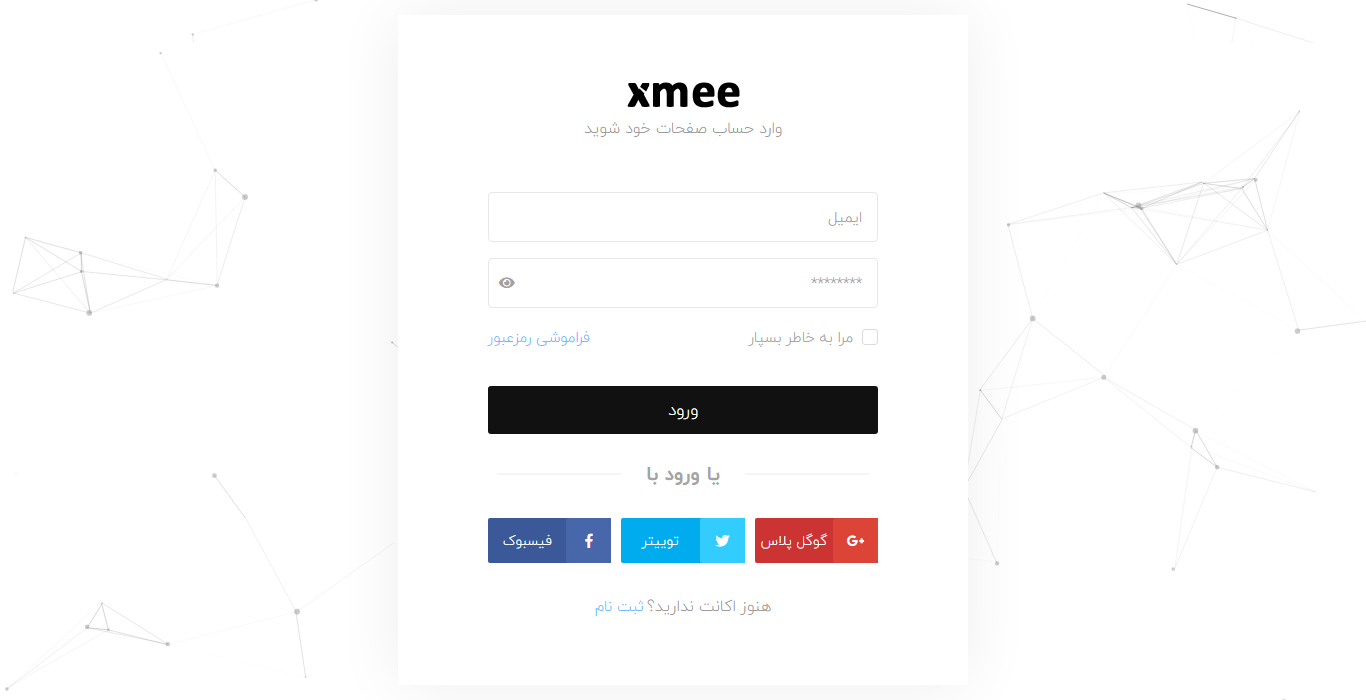 xmee
وارد حساب صفحات خود شوید
ایمیل
********
مرا به خاطر بسپار
فراموشی رمزعبور
ورود
یا ورود با
گوگل پلاس
توییتر
فیسبوک
هنوز اکانت ندارید؟ ثبت نام